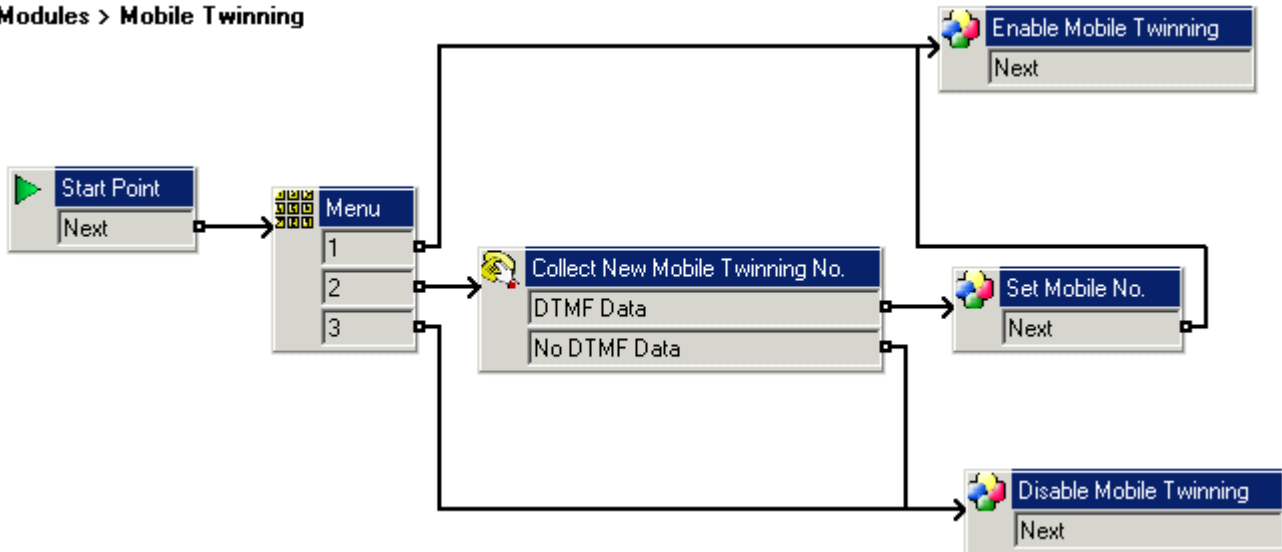 Modules > Mobile Twinning
Enable Mobile Twinning
Next
Start Point
Next
Menu
1
2
3
Collect New Mobile Twinning No.
DTMF Data
No DTMF Data
Set Mobile No.
Next
Disable Mobile Twinning
Next